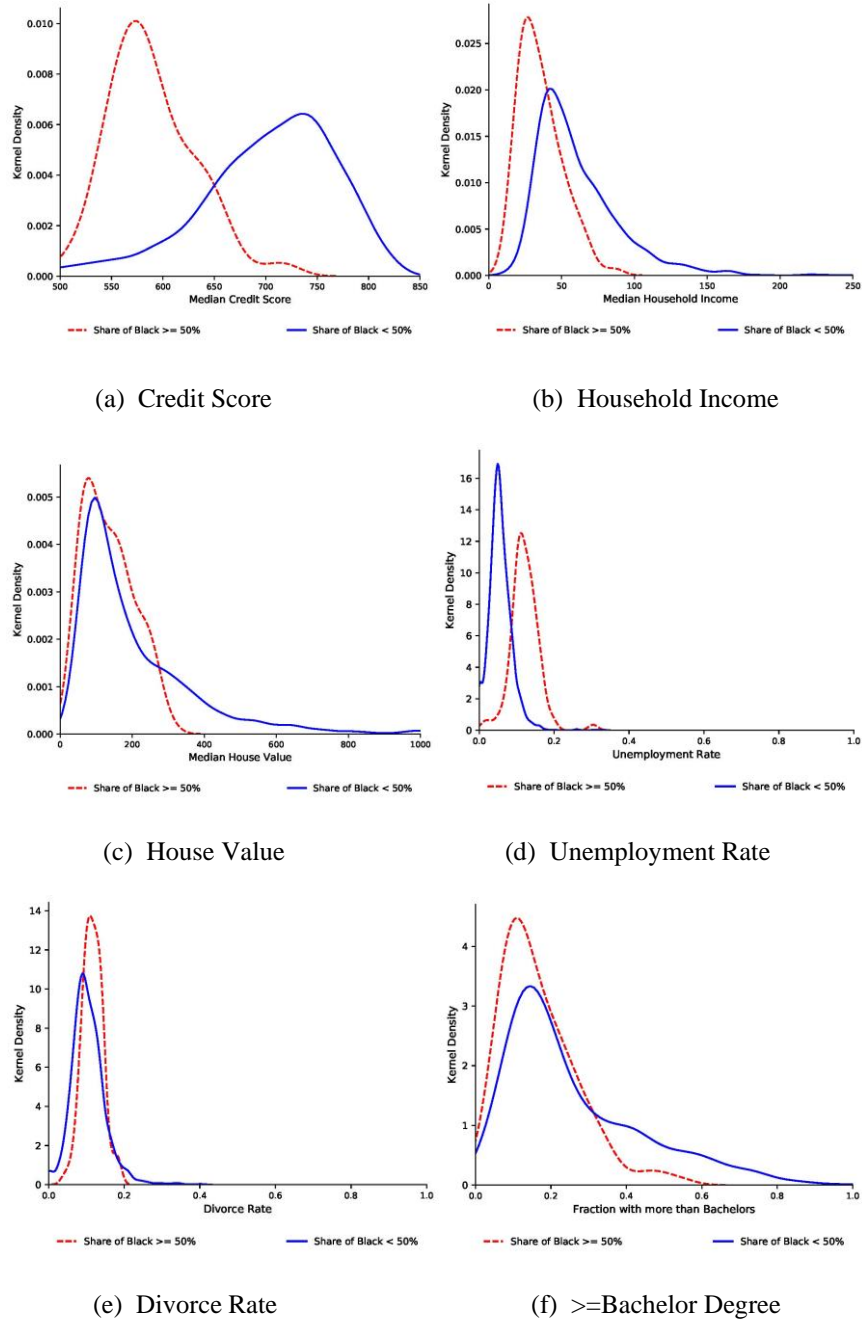 0.010
0.008
0.006
0.004
0.002
0.000
Kernel Density
500 550 600 650 700 750 800 850
Median Credit Score
Share of Black >= 50% Share of Black < 50%
(a) Credit Score
0.025
0.020
0.015
0.010
0.005
0.000
Kernel Density
0 50 100 150 200 250
Median Household Income
Share of Black >= 50% Share of Black < 50%
(b) Household Income
0.005
0.004
0.003
0.002
0.001
0.000
Kernel Density
0 200 400 600 800 1000
Median House Value
Share of Black >= 50% Share of Black < 50%
(c) House Value
16
14
12
10
8
6
4
2
0
Kernel Density
0.0 0.2 0.4 0.6 0.8 1.0
Unemployment Rate
Share of Black >= 50% Share of Black < 50%
(d) Unemployment Rate
14
12
10
8
6
4
2
0
Kernel Density
0.0 0.2 0.4 0.6 0.8 1.0
Divorce Rate
Share of Black >= 50% Share of Black < 50%
(e) Divorce Rate
4
3
2
1
0
Kernel Density
0.0 0.2 0.4 0.6 0.8 1.0
Fraction with more than Bachelors
Share of Black >= 50% Share of Black < 50%
(f) >=Bachelor Degree